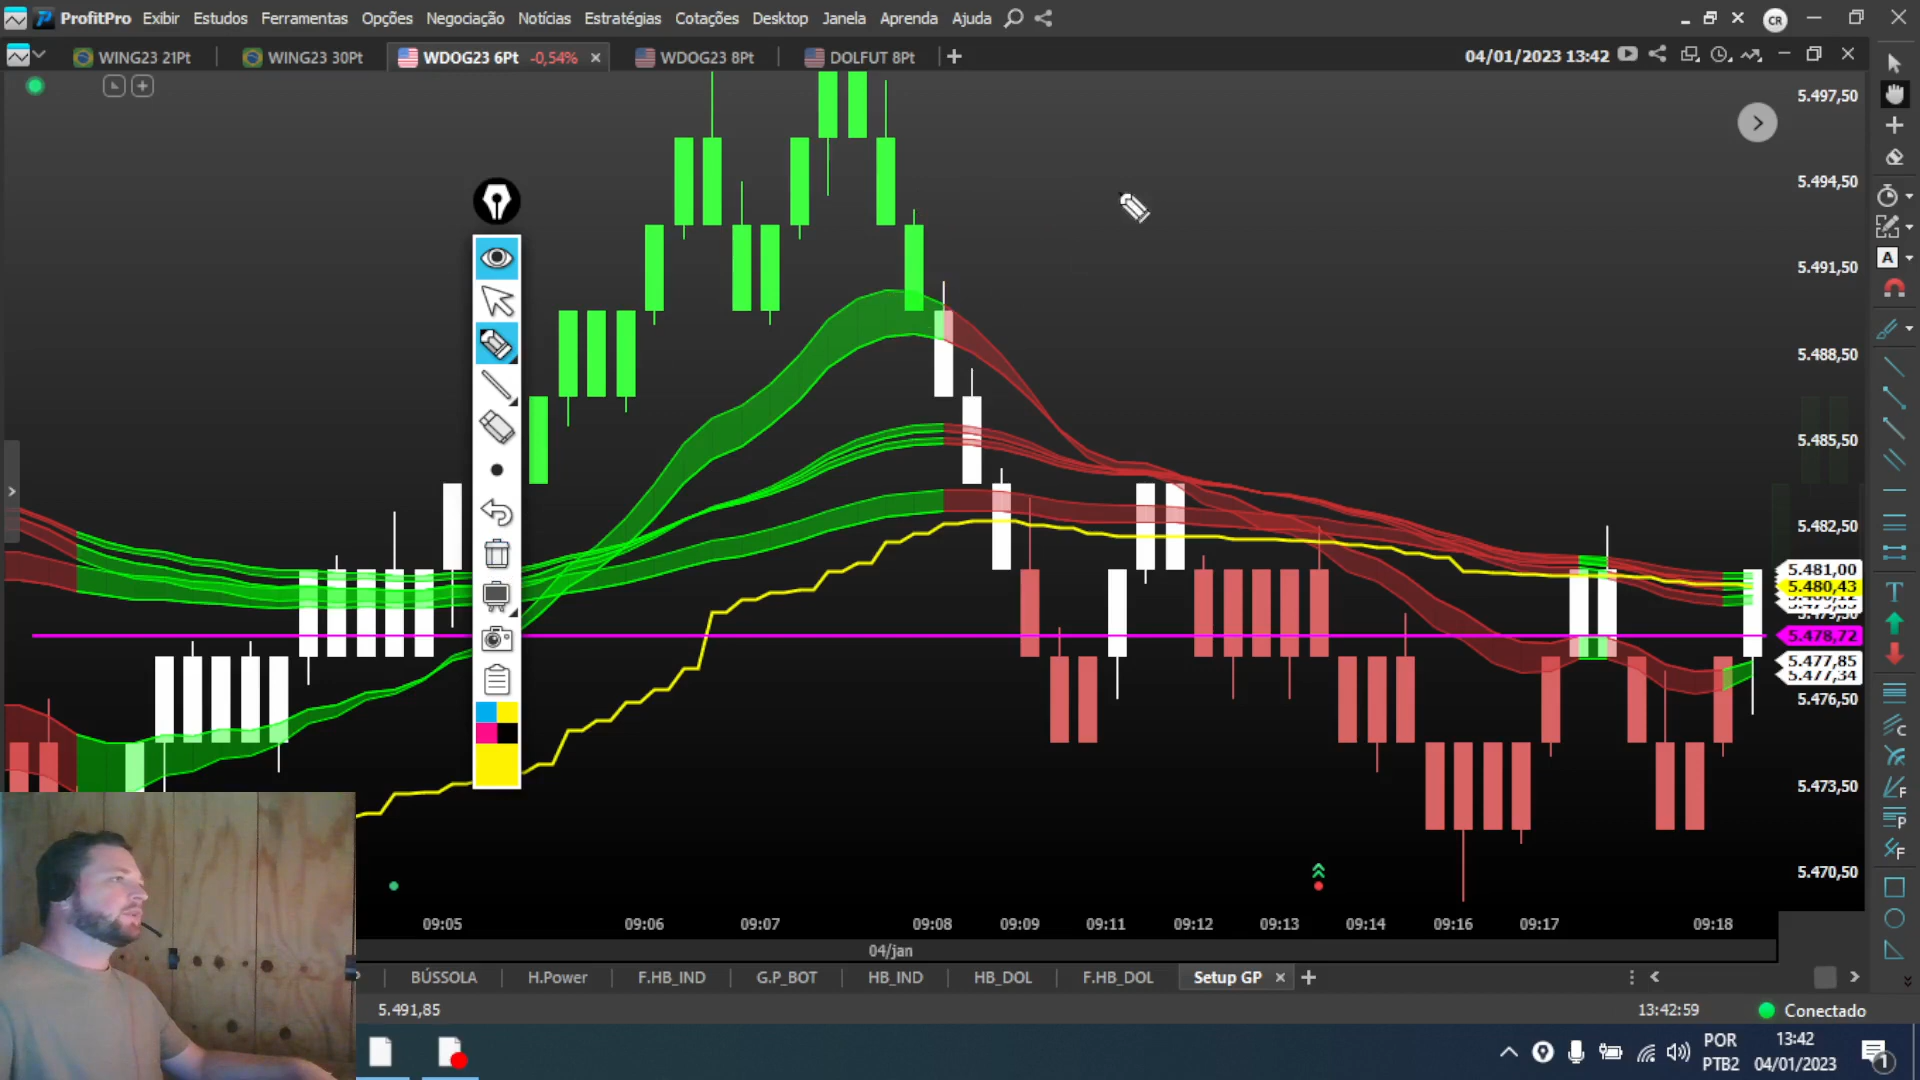 ProfitPro Exibir Estudos Ferramentas Opções Negociação Notícias Estratégias Cotações Desktop Janela Aprenda Ajuda CR
WING23 21Pt WING23 30Pt WDOG23 6Pt -0,54% WDOG23 8Pt DOLFUT 8Pt 04/01/2023 13:42
5.497,50
5.494,50
5.491,50
5.488,50
5.485,50
5.482,50
5.481,00
5.480,43
5.478,72
5.477,85
5.477,34
5.476,50
5.473,50
5.470,50
A
T
C
F
P
F
09:05 09:06 09:07 09:08 09:09 09:11 09:12 09:13 09:14 09:16 09:17 09:18
04/jan
BÚSSOLA H.Power F.HB_IND G.P_BOT HB_IND HB_DOL F.HB_DOL Setup GP
5.491,85 13:42:59 Conectado
POR 13:42
PTB2 04/01/2023 1